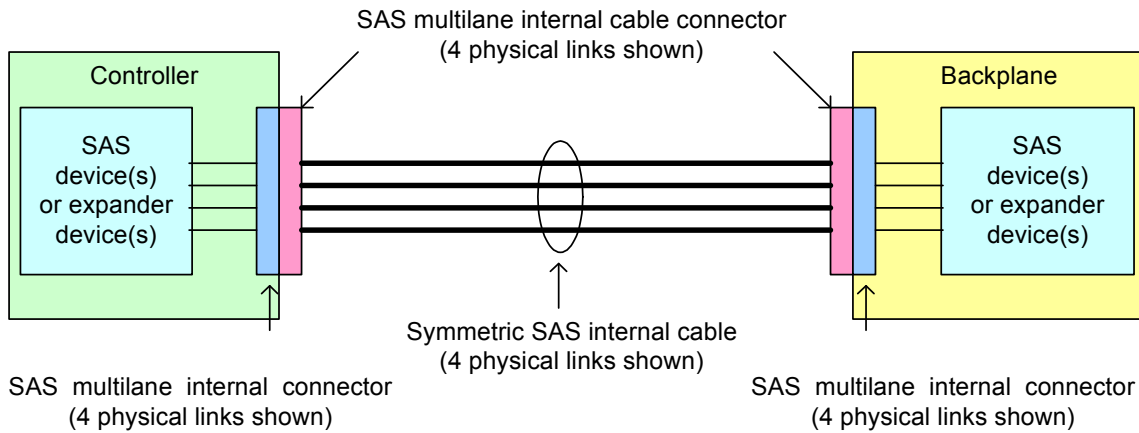 SAS multilane internal cable connector
(4 physical links shown)
Controller
Backplane
SAS
device(s)
or expander
device(s)
SAS
device(s)
or expander
device(s)
Symmetric SAS internal cable
(4 physical links shown)
SAS multilane internal connector
(4 physical links shown)
SAS multilane internal connector
(4 physical links shown)